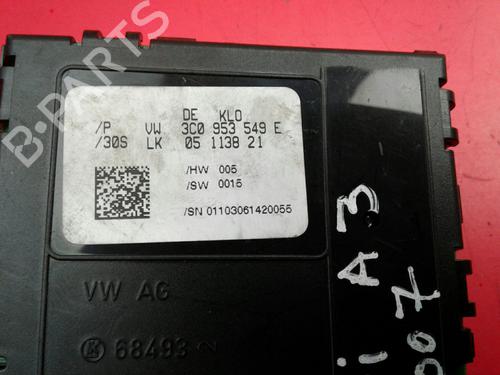 B-PARTS
DE KLO
/P VW 3C0 953 549 E
/30S LK 05 1138 21
/HW 005
/SW 0015
/SN 01103061420055
VW AG
K 68493 2
A3
i 007